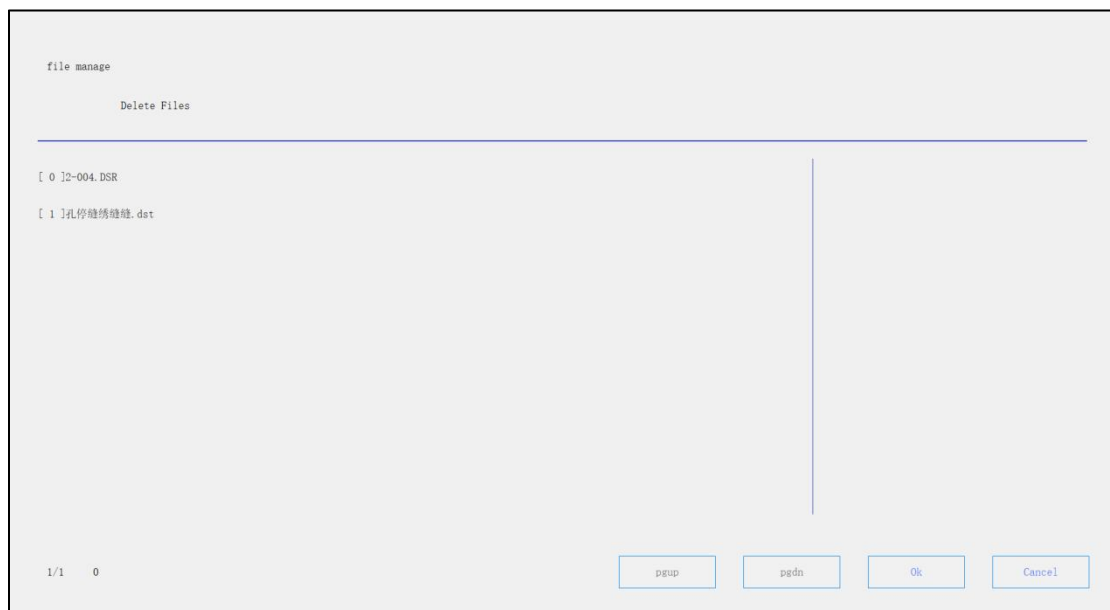 file manage
Delete Files
[ 0 ]2-004.DSR
[ 1 ]孔停缝绣缝缝.dst
1/1 0
pgup
pgdn
Ok
Cancel